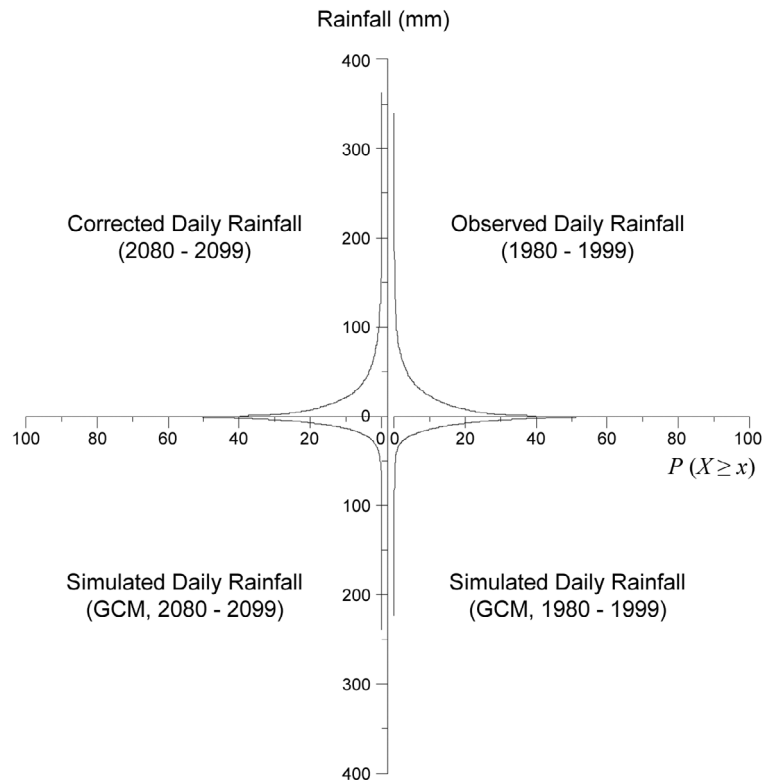 Rainfall (mm)
400
300
Corrected Daily Rainfall
(2080 - 2099)
Observed Daily Rainfall
(1980 - 1999)
200
100
0
100 80 60 40 20 0 0 20 40 60 80 100
P (X ≥ x)
100
Simulated Daily Rainfall
(GCM, 2080 - 2099)
Simulated Daily Rainfall
(GCM, 1980 - 1999)
200
300
400